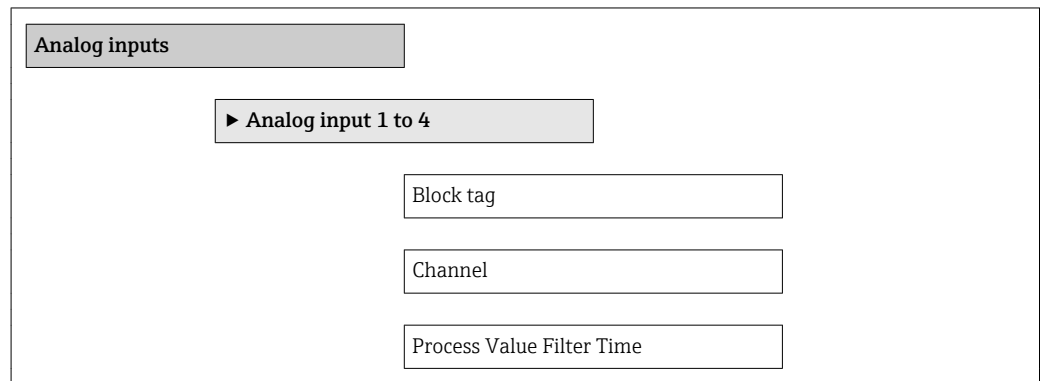 Analog inputs
▶ Analog input 1 to 4
Block tag
Channel
Process Value Filter Time